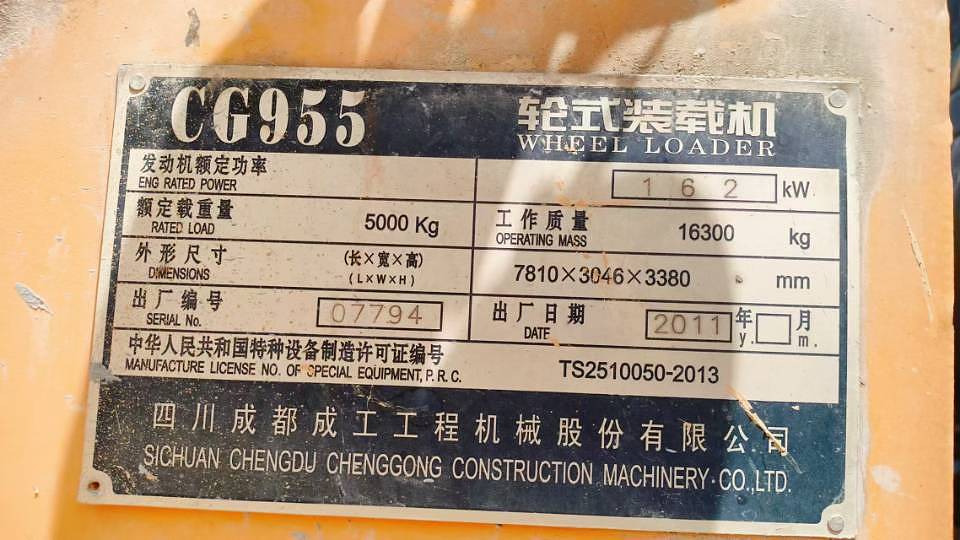 CG955 轮式装载机
WHEEL LOADER
发动机额定功率 162 kW
ENG RATED POWER
额定载重量 5000 Kg 工作质量 16300 kg
RATED LOAD OPERATING MASS
外形尺寸 (长×宽×高) 7810×3046×3380 mm
DIMENSIONS (L×W×H)
出厂编号 07794 出厂日期 2011 年 月
SERIAL No. DATE y. m.
中华人民共和国特种设备制造许可证编号 TS2510050-2013
MANUFACTURE LICENSE NO. OF SPECIAL EQUIPMENT, P. R. C.
四川成都成工工程机械股份有限公司
SICHUAN CHENGDU CHENGGONG CONSTRUCTION MACHINERY CO.,LTD.